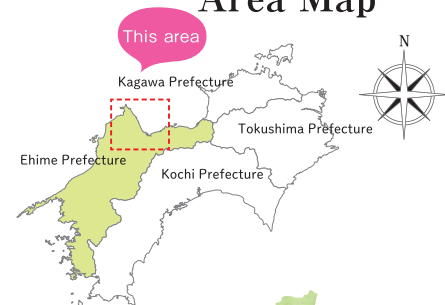 Area Map
This area
N
Kagawa Prefecture
Tokushima Prefecture
Ehime Prefecture
Kochi Prefecture